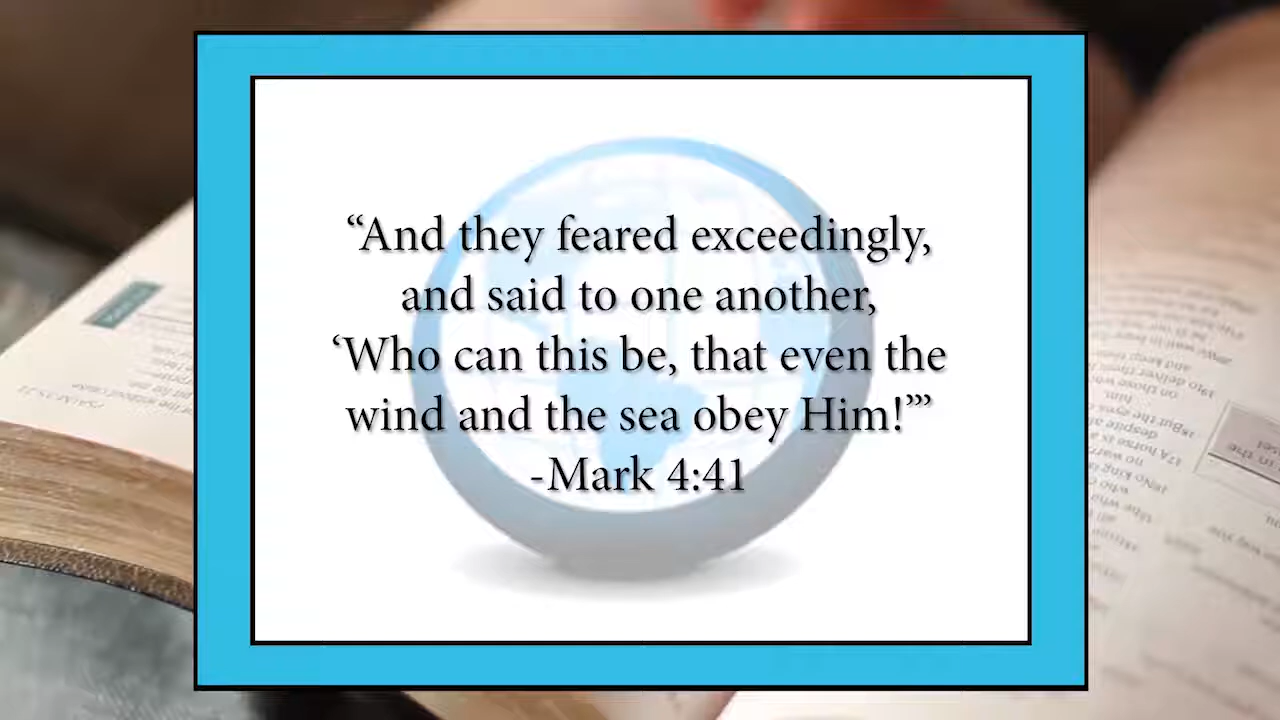 “And they feared exceedingly,
and said to one another,
‘Who can this be, that even the
wind and the sea obey Him!’”
-Mark 4:41